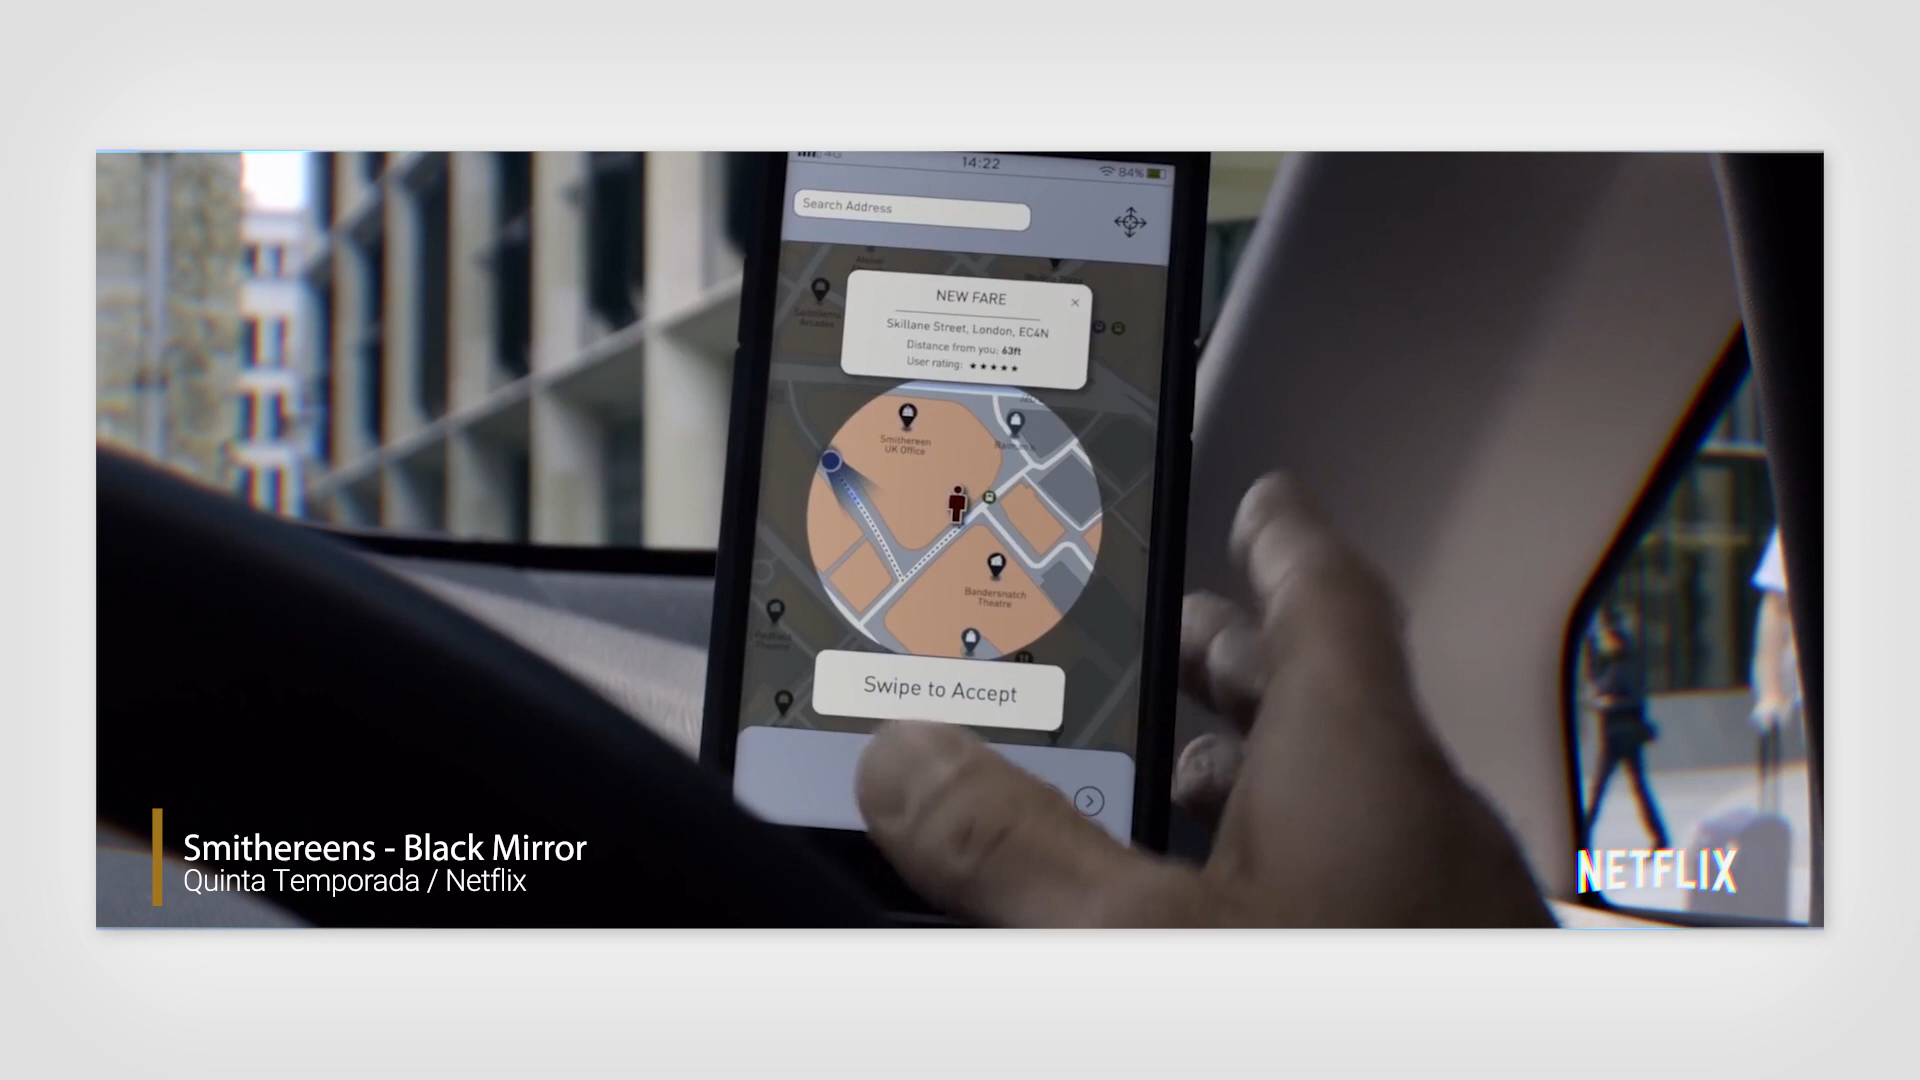 4G
14:22
84%
Search Address
NEW FARE
Skillane Street, London, EC4N
Distance from you: 63ft
User rating: ★★★★★
Smithereen
UK Office
Bandersnatch
Theatre
Swipe to Accept
Smithereens - Black Mirror
Quinta Temporada / Netflix
NETFLIX